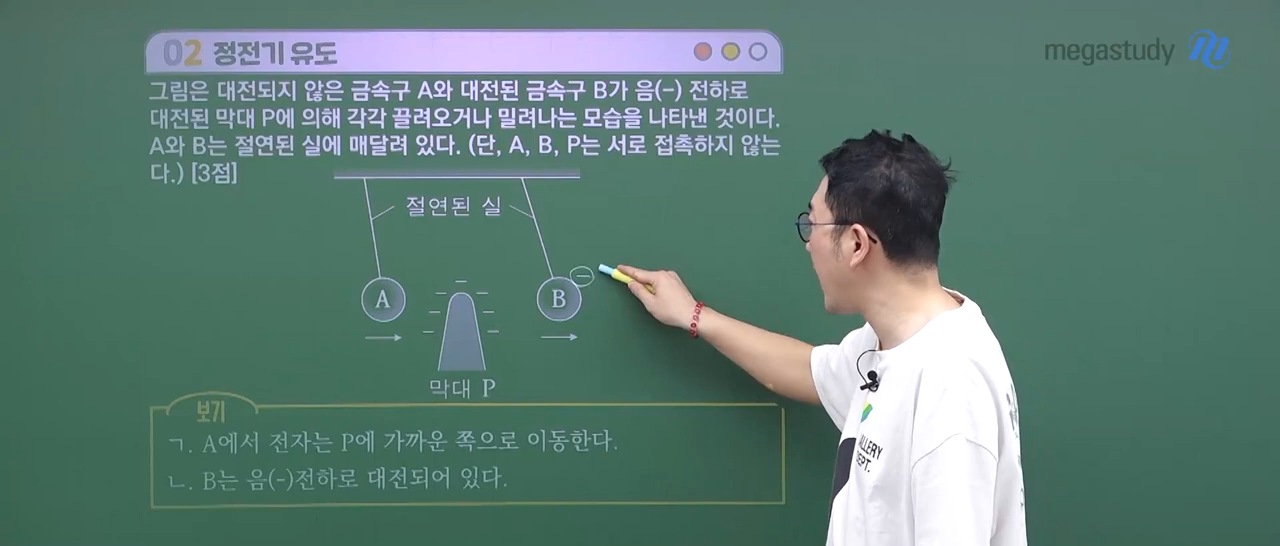 02 정전기 유도
megastudy
그림은 대전되지 않은 금속구 A와 대전된 금속구 B가 음(-) 전하로
대전된 막대 P에 의해 각각 끌려오거나 밀려나는 모습을 나타낸 것이다.
A와 B는 절연된 실에 매달려 있다. (단, A, B, P는 서로 접촉하지 않는
다.) [3점]
절연된 실
A
B
−
막대 P
보기
ㄱ. A에서 전자는 P에 가까운 쪽으로 이동한다.
ㄴ. B는 음(-)전하로 대전되어 있다.
ALLERY
DEPT.